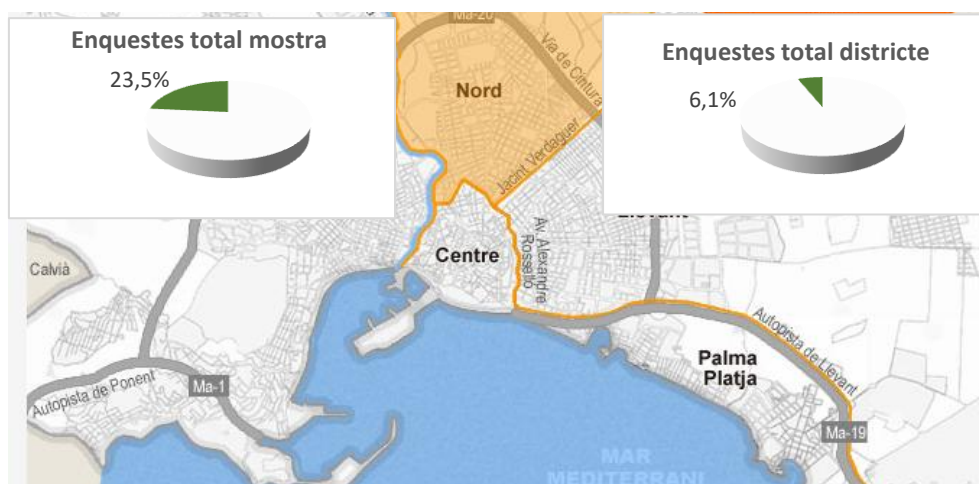 Ma-20
Enquestes total mostra
23,5%
Enquestes total districte
6,1%
Via de Cintura
Nord
Jacint Verdaguer
Llevant
Av. Alexandre
Rosselló
Centre
Calvià
Autopista de Llevant
Palma
Platja
Autopista de Ponent
Ma-1
Ma-19
MAR
MEDITERRANI